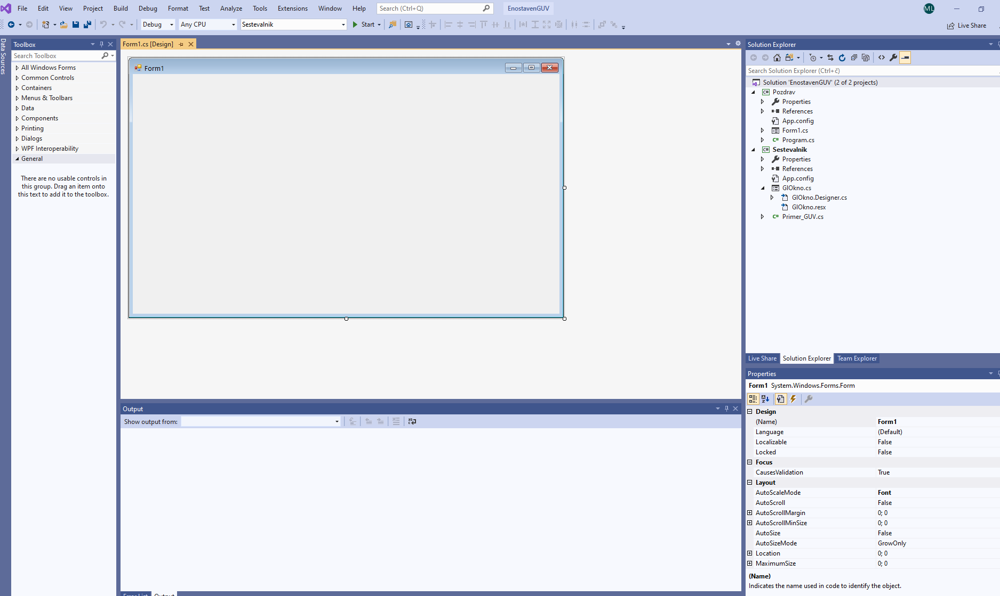 File Edit View Project Build Debug Format Test Analyze Tools Extensions Window Help Search (Ctrl+Q) EnostavenGUV ML
Debug Any CPU Sestevalnik Start Live Share
Data Sources
Toolbox
Search Toolbox
All Windows Forms
Common Controls
Containers
Menus & Toolbars
Data
Components
Printing
Dialogs
WPF Interoperability
General
There are no usable controls in
this group. Drag an item onto
this text to add it to the toolbox.
Form1.cs [Design]
Form1
Output
Show output from:
Error List Output
Solution Explorer
Search Solution Explorer (Ctrl+č)
Solution 'EnostavenGUV' (2 of 2 projects)
C# Pozdrav
Properties
References
App.config
Form1.cs
C# Program.cs
C# Sestevalnik
Properties
References
App.config
GlOkno.cs
GlOkno.Designer.cs
GlOkno.resx
C# Primer_GUV.cs
Live Share Solution Explorer Team Explorer
Properties
Form1 System.Windows.Forms.Form
Design
(Name) Form1
Language (Default)
Localizable False
Locked False
Focus
CausesValidation True
Layout
AutoScaleMode Font
AutoScroll False
AutoScrollMargin 0; 0
AutoScrollMinSize 0; 0
AutoSize False
AutoSizeMode GrowOnly
Location 0; 0
MaximumSize 0; 0
(Name)
Indicates the name used in code to identify the object.